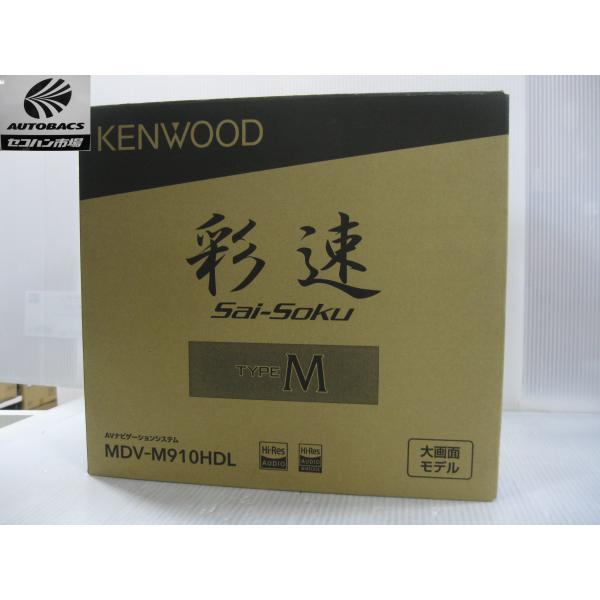 AUTOBACS
セコハン市場
KENWOOD
彩速
Sai-Soku
TYPE M
AVナビゲーションシステム
MDV-M910HDL
Hi-Res
AUDIO
Hi-Res
AUDIO
WIRELESS
大画面
モデル